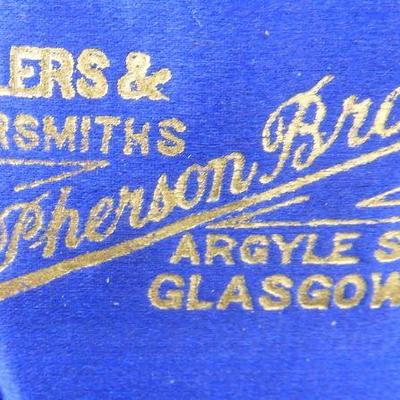 LERS &
RSMITHS
Pherson Bro
ARGYLE S
GLASGOW